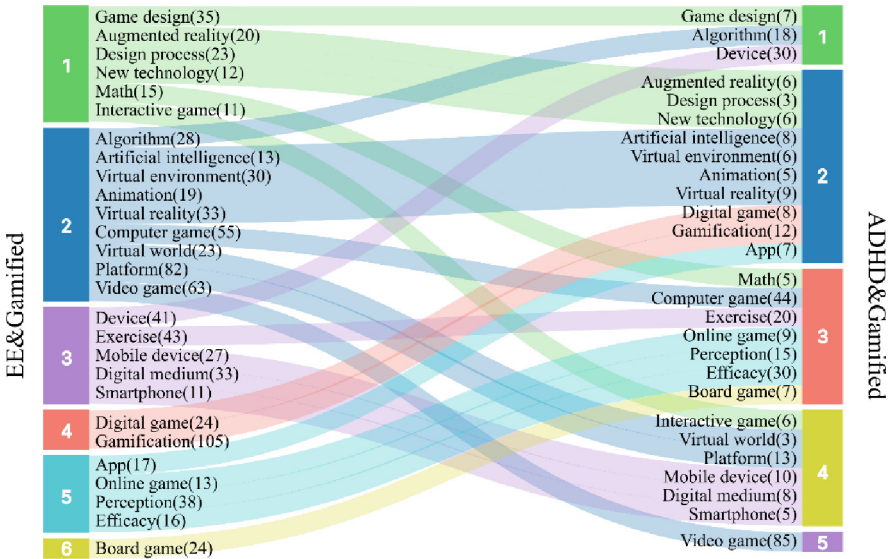 EE&Gamified
1
Game design(35)
Augmented reality(20)
Design process(23)
New technology(12)
Math(15)
Interactive game(11)
2
Algorithm(28)
Artificial intelligence(13)
Virtual environment(30)
Animation(19)
Virtual reality(33)
Computer game(55)
Virtual world(23)
Platform(82)
Video game(63)
3
Device(41)
Exercise(43)
Mobile device(27)
Digital medium(33)
Smartphone(11)
4
Digital game(24)
Gamification(105)
5
App(17)
Online game(13)
Perception(38)
Efficacy(16)
6
Board game(24)
Game design(7)
Algorithm(18)
Device(30)
1
Augmented reality(6)
Design process(3)
New technology(6)
Artificial intelligence(8)
Virtual environment(6)
Animation(5)
Virtual reality(9)
Digital game(8)
Gamification(12)
App(7)
2
Math(5)
Computer game(44)
Exercise(20)
Online game(9)
Perception(15)
Efficacy(30)
Board game(7)
3
Interactive game(6)
Virtual world(3)
Platform(13)
Mobile device(10)
Digital medium(8)
Smartphone(5)
4
Video game(85)
5
ADHD&Gamified